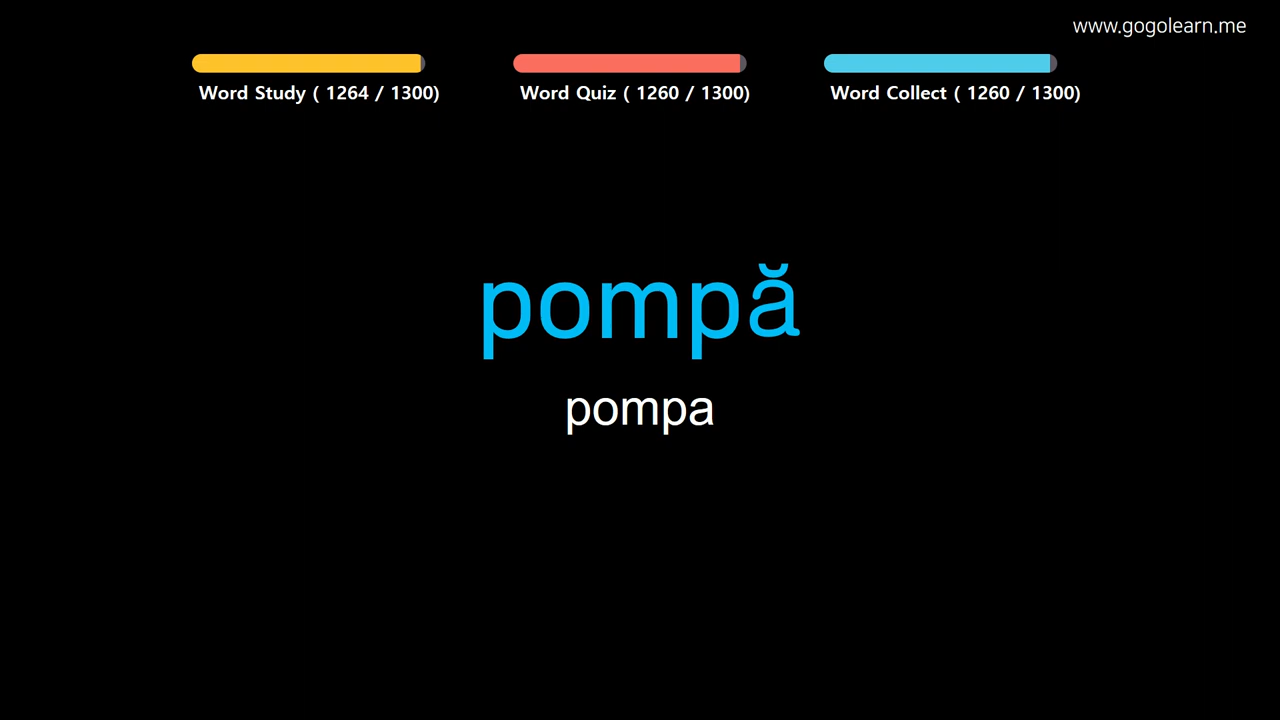 www.gogolearn.me
Word Study ( 1264 / 1300)
Word Quiz ( 1260 / 1300)
Word Collect ( 1260 / 1300)
pompă
pompa